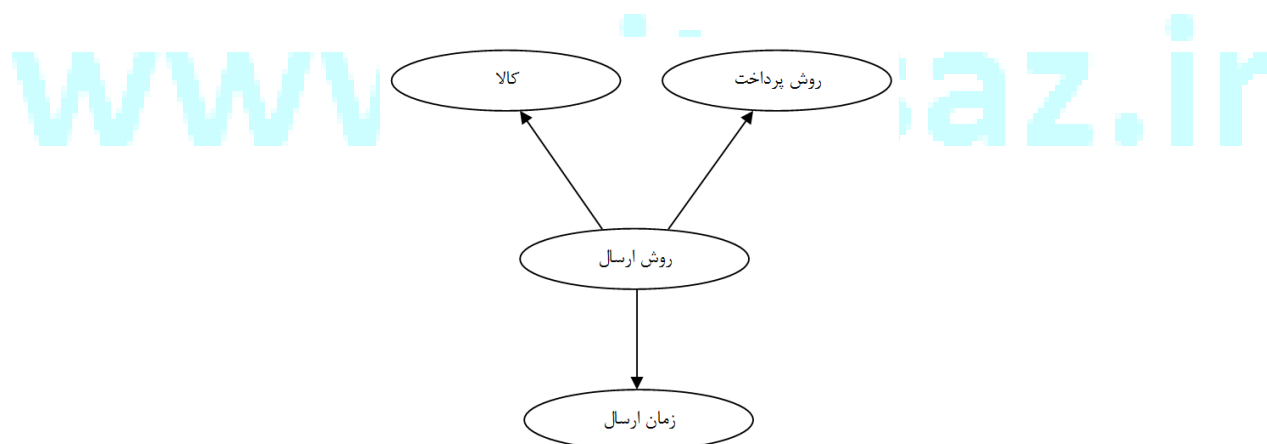 روش پرداخت
کالا
روش ارسال
زمان ارسال